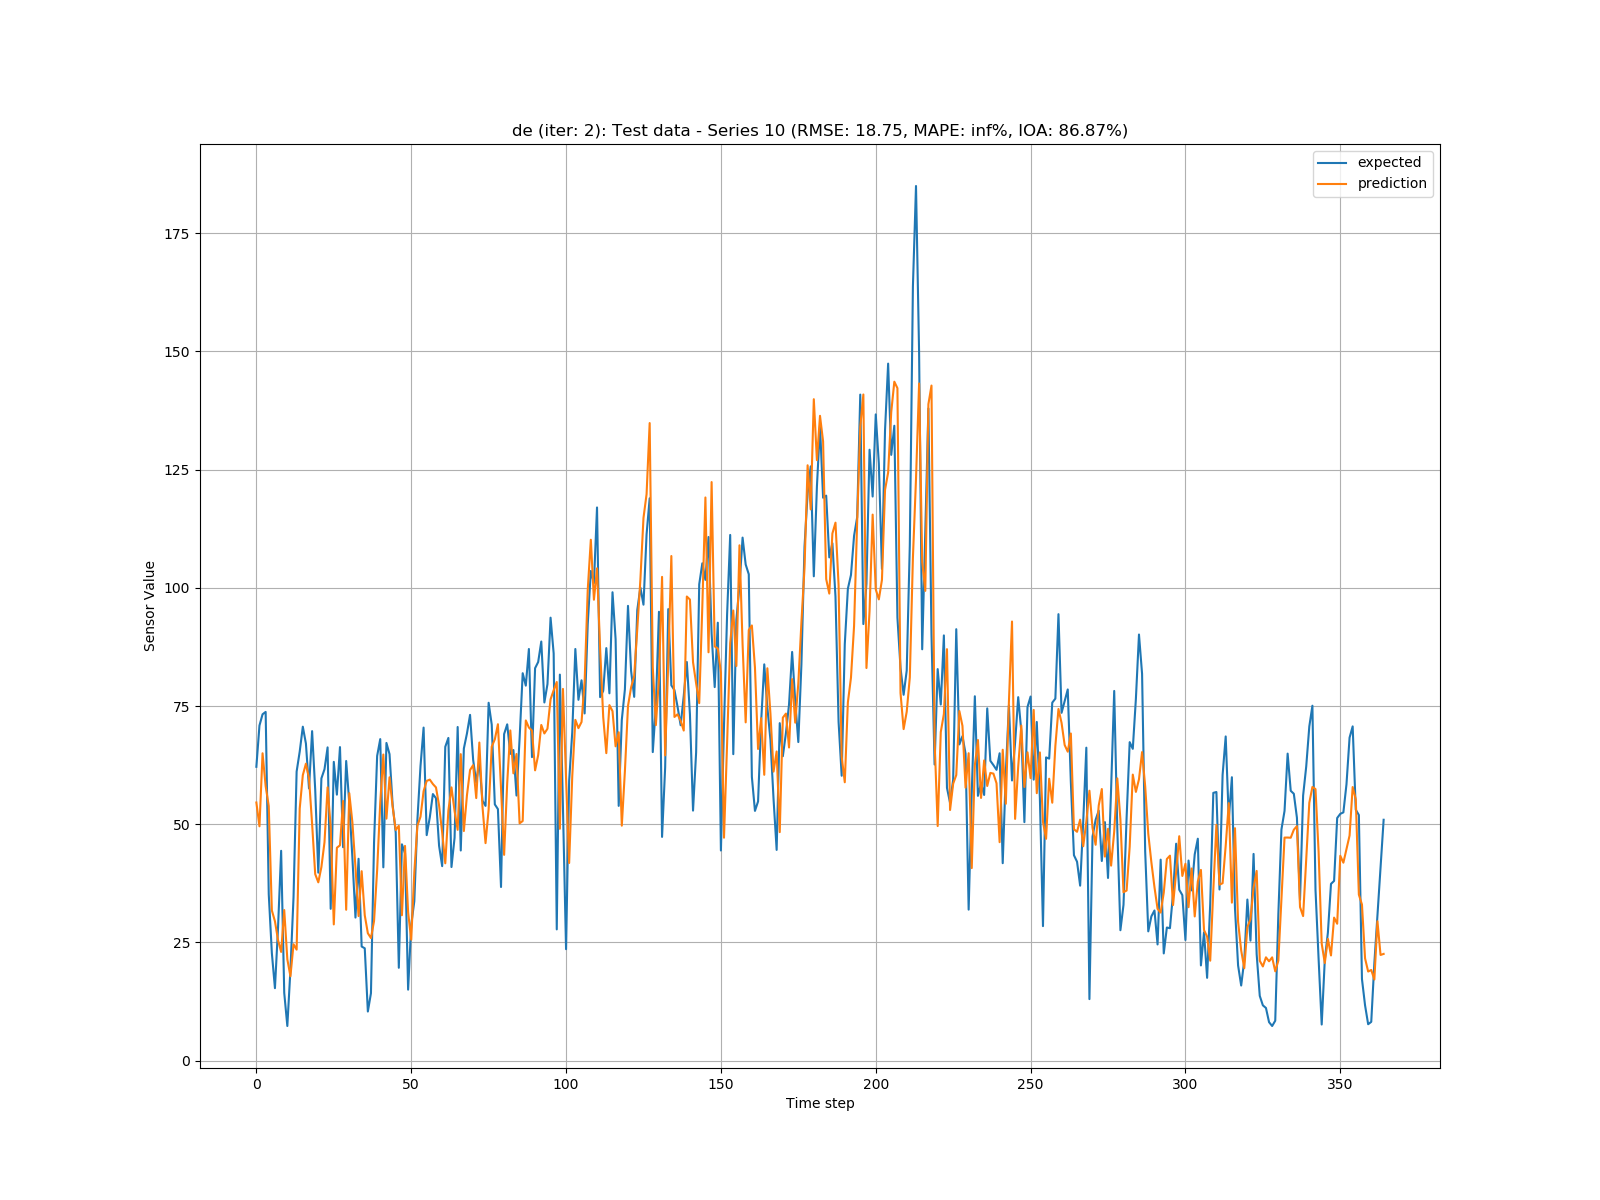 de (iter: 2): Test data - Series 10 (RMSE: 18.75, MAPE: inf%, IOA: 86.87%)
expected
prediction
175
150
125
100
75
50
25
0
Sensor Value
0 50 100 150 200 250 300 350
Time step